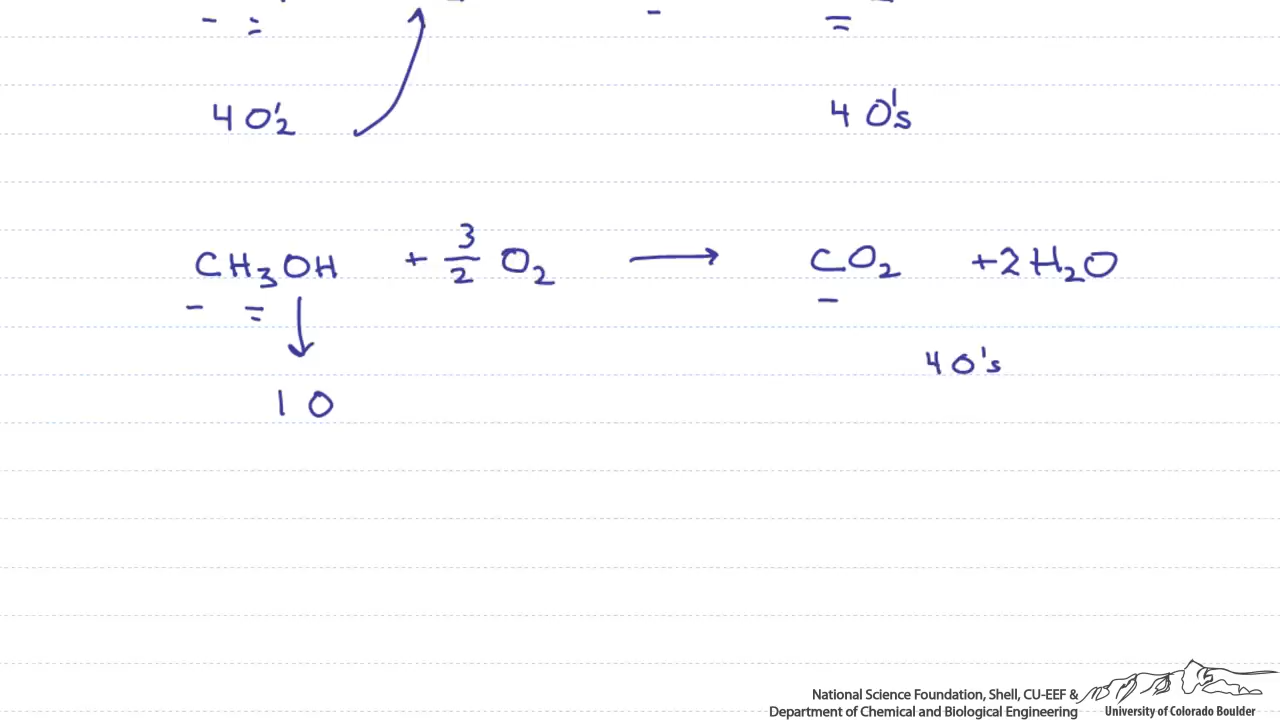 4 O'2 4 O's
CH3OH + 3/2 O2 → CO2 + 2H2O
4 O's
1 O
National Science Foundation, Shell, CU-EEF &
Department of Chemical and Biological Engineering
University of Colorado Boulder